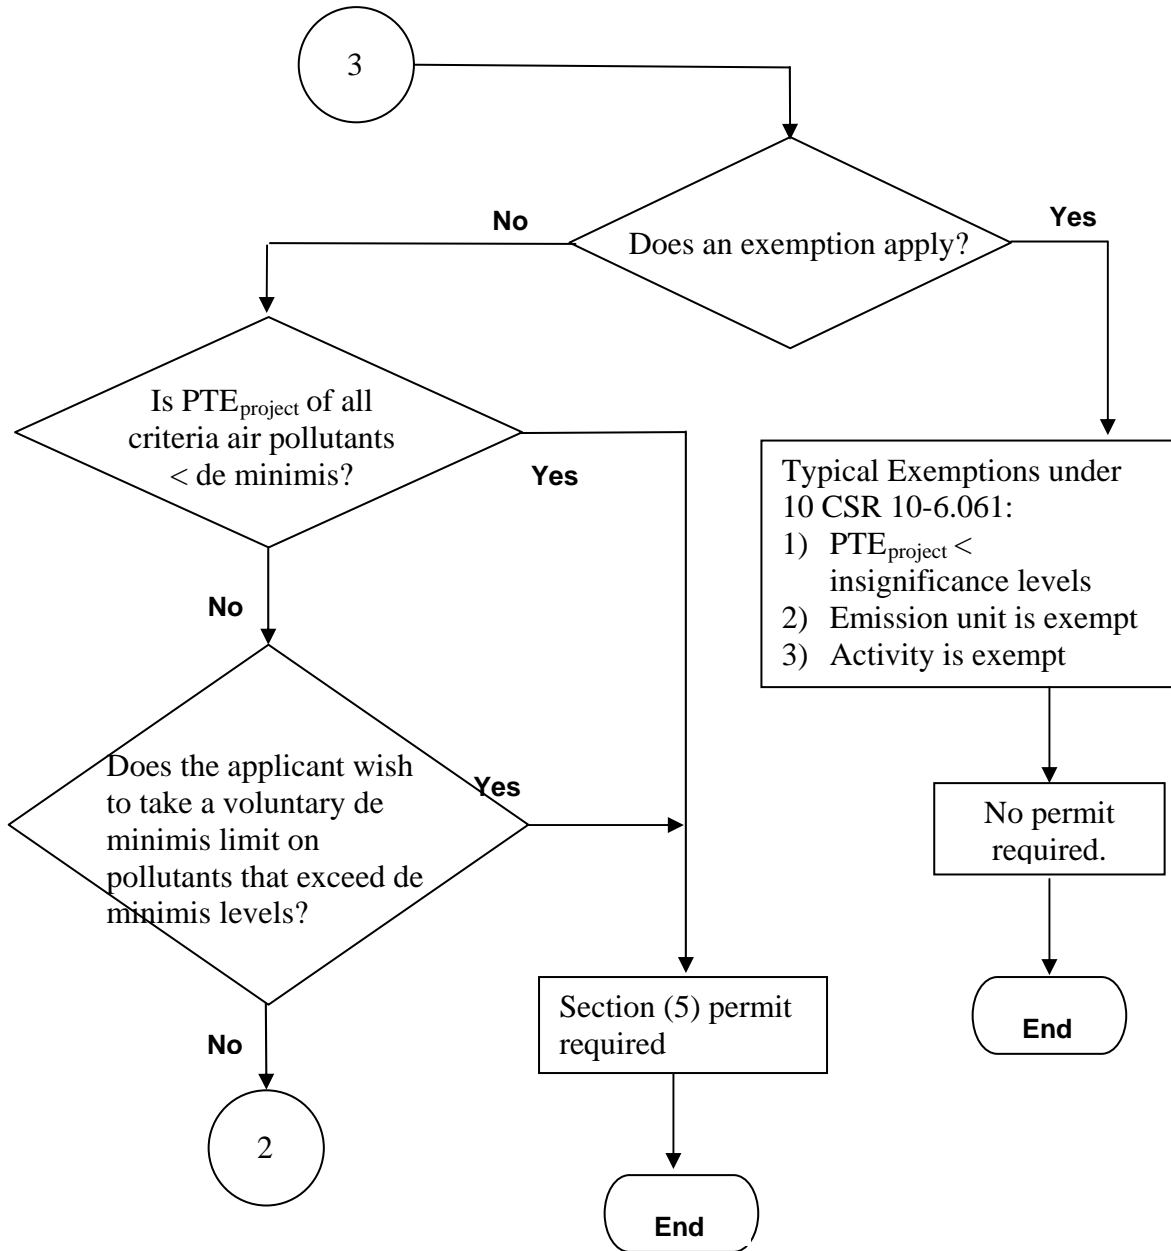 3
No
Yes
Does an exemption apply?
Is PTEproject of all
criteria air pollutants
< de minimis?
Yes
No
Typical Exemptions under
10 CSR 10-6.061:
1) PTEproject <
insignificance levels
2) Emission unit is exempt
3) Activity is exempt
Does the applicant wish
to take a voluntary de
minimis limit on
pollutants that exceed de
minimis levels?
Yes
No
No permit
required.
Section (5) permit
required
End
2
End